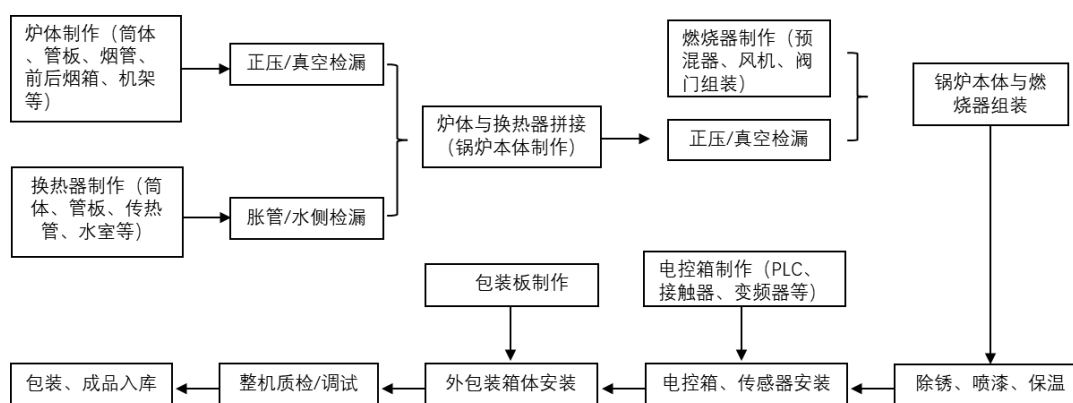 炉体制作（筒体
、管板、烟管、
前后烟箱、机架
等）
正压/真空检漏
换热器制作（筒
体、管板、传热
管、水室等）
胀管/水侧检漏
炉体与换热器拼接
（锅炉本体制作）
燃烧器制作（预
混器、风机、阀
门组装）
正压/真空检漏
锅炉本体与燃
烧器组装
包装板制作
电控箱制作（PLC、
接触器、变频器等）
包装、成品入库
整机质检/调试
外包装箱体安装
电控箱、传感器安装
除锈、喷漆、保温